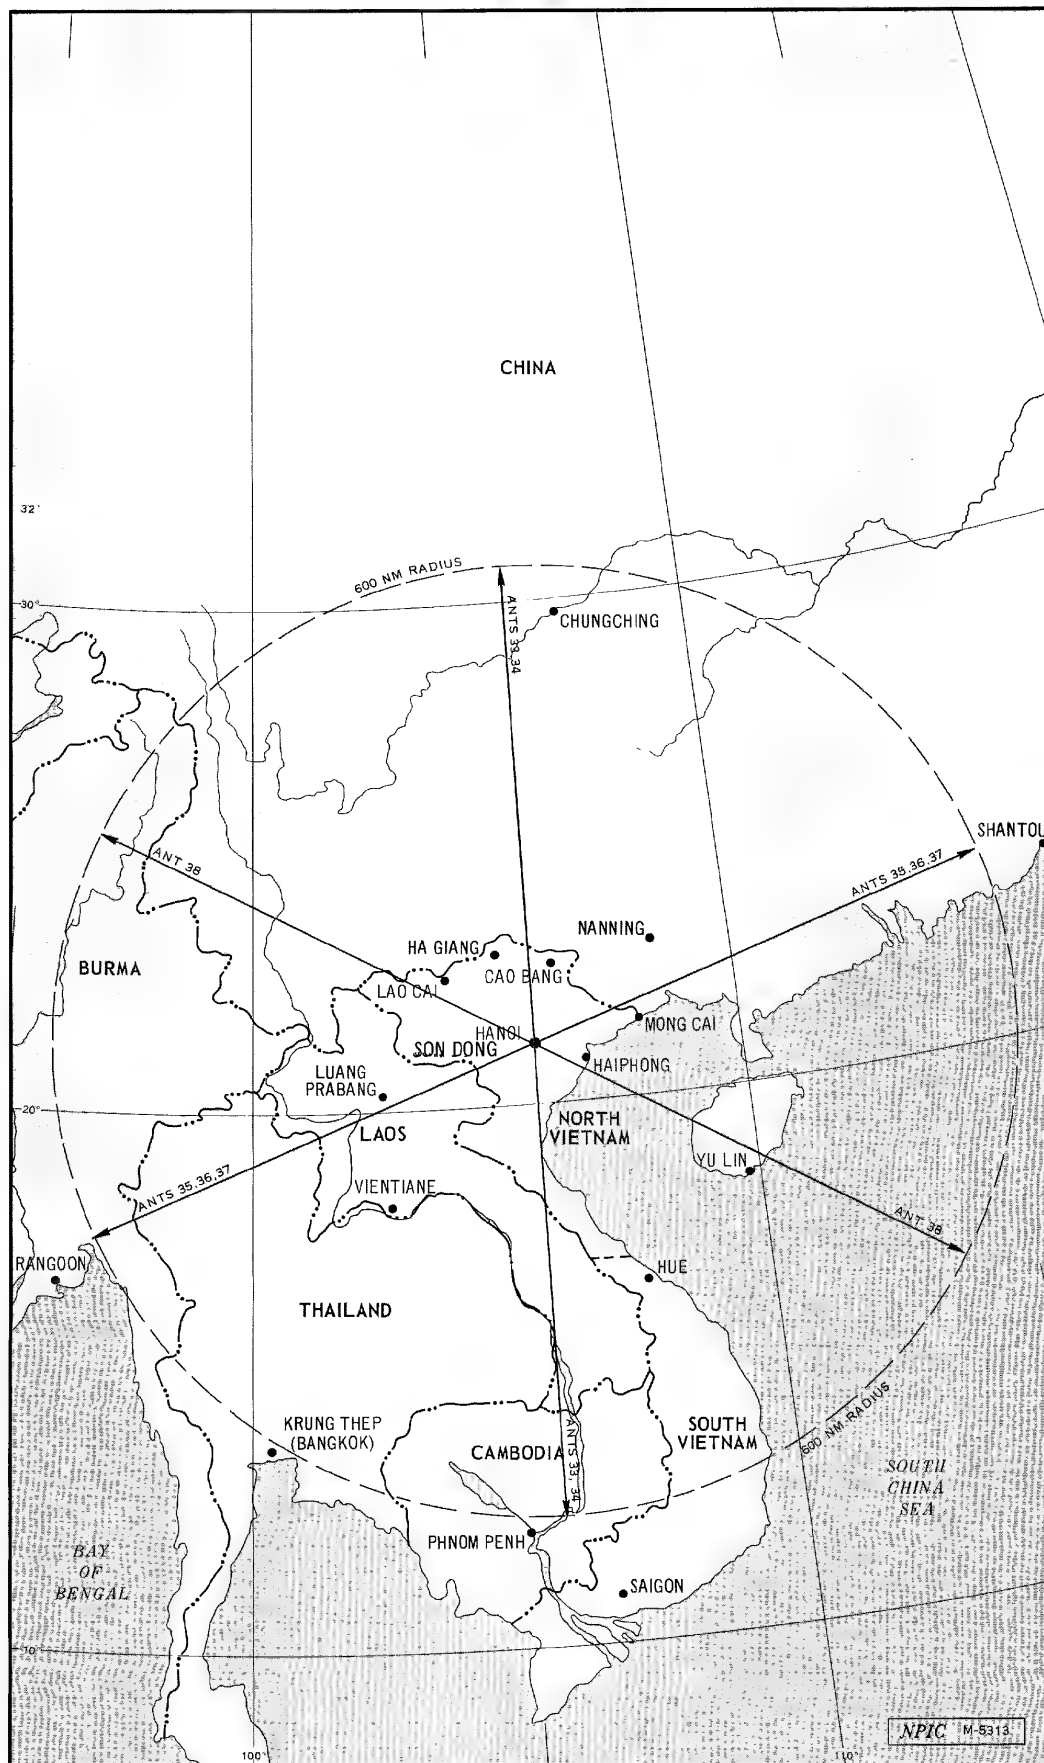 CHINA
32°
600 NM RADIUS
30°
ANTS 33,34
CHUNGCHING
SHANTOU
ANT 38
ANTS 35,36,37
NANNING
HA GIANG
BURMA
CAO BANG
LAO CAI
MONG CAI
HANOI
SON DONG
HAIPHONG
LUANG
PRABANG
20°
NORTH
VIETNAM
LAOS
YU LIN
ANTS 35,36,37
VIENTIANE
ANT 38
RANGOON
HUE
THAILAND
KRUNG THEP
(BANGKOK)
SOUTH
VIETNAM
CAMBODIA
ANTS 33, 34
600 NM RADIUS
SOUTH
CHINA
SEA
PHNOM PENH
BAY
OF
BENGAL
SAIGON
10°
NPIC M-5313
100°
110°